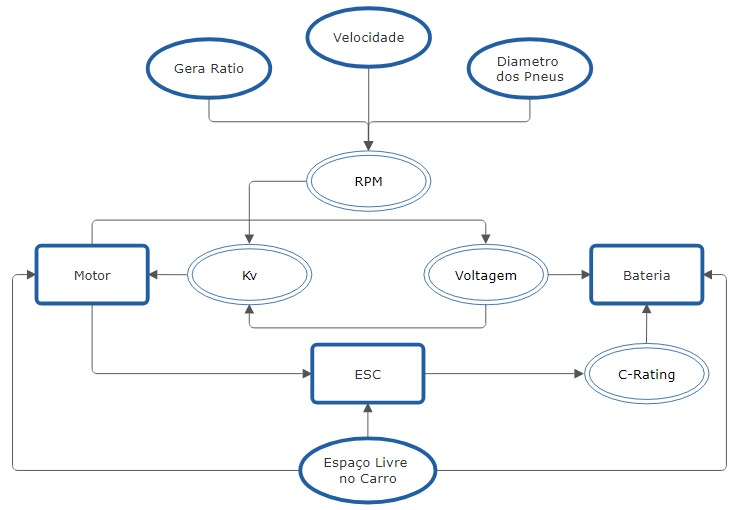 Velocidade
Gera Ratio
Diametro
dos Pneus
RPM
Motor
Kv
Voltagem
Bateria
ESC
C-Rating
Espaço Livre
no Carro